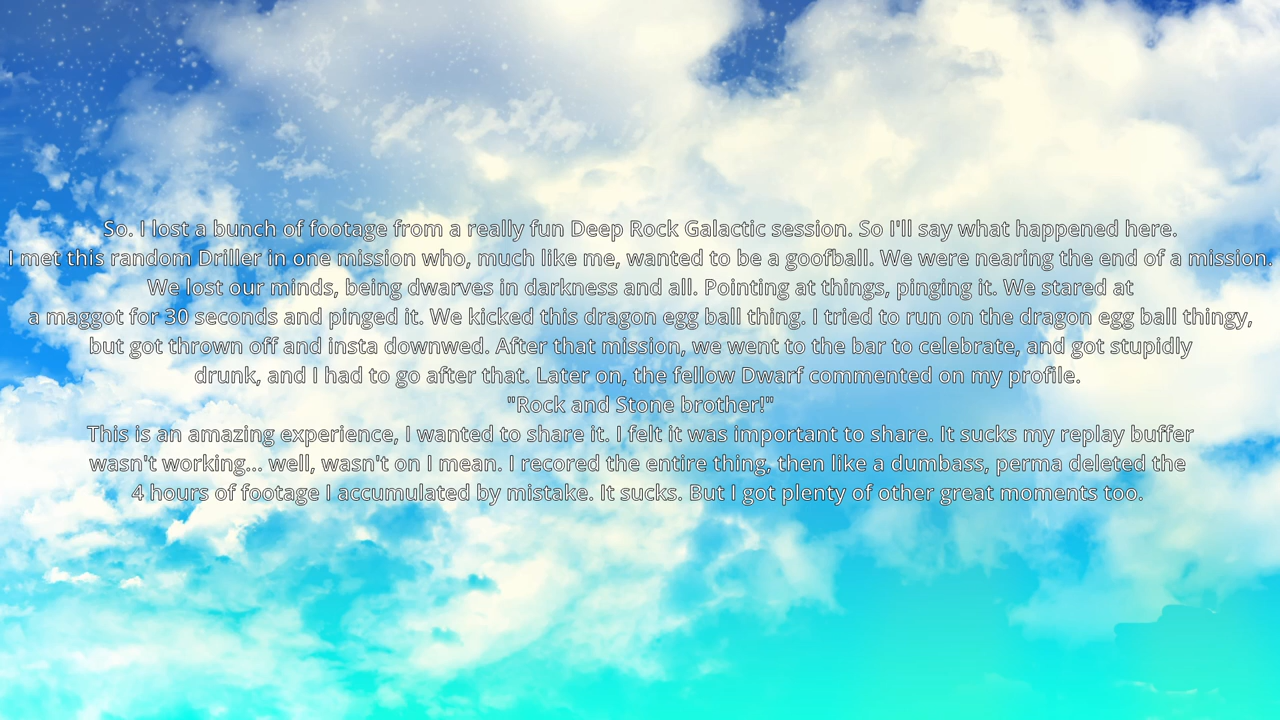 So. I lost a bunch of footage from a really fun Deep Rock Galactic session. So I'll say what happened here.
I met this random Driller in one mission who, much like me, wanted to be a goofball. We were nearing the end of a mission.
We lost our minds, being dwarves in darkness and all. Pointing at things, pinging it. We stared at
a maggot for 30 seconds and pinged it. We kicked this dragon egg ball thing. I tried to run on the dragon egg ball thingy,
but got thrown off and insta downwed. After that mission, we went to the bar to celebrate, and got stupidly
drunk, and I had to go after that. Later on, the fellow Dwarf commented on my profile.
"Rock and Stone brother!"
This is an amazing experience, I wanted to share it. I felt it was important to share. It sucks my replay buffer
wasn't working... well, wasn't on I mean. I recored the entire thing, then like a dumbass, perma deleted the
4 hours of footage I accumulated by mistake. It sucks. But I got plenty of other great moments too.